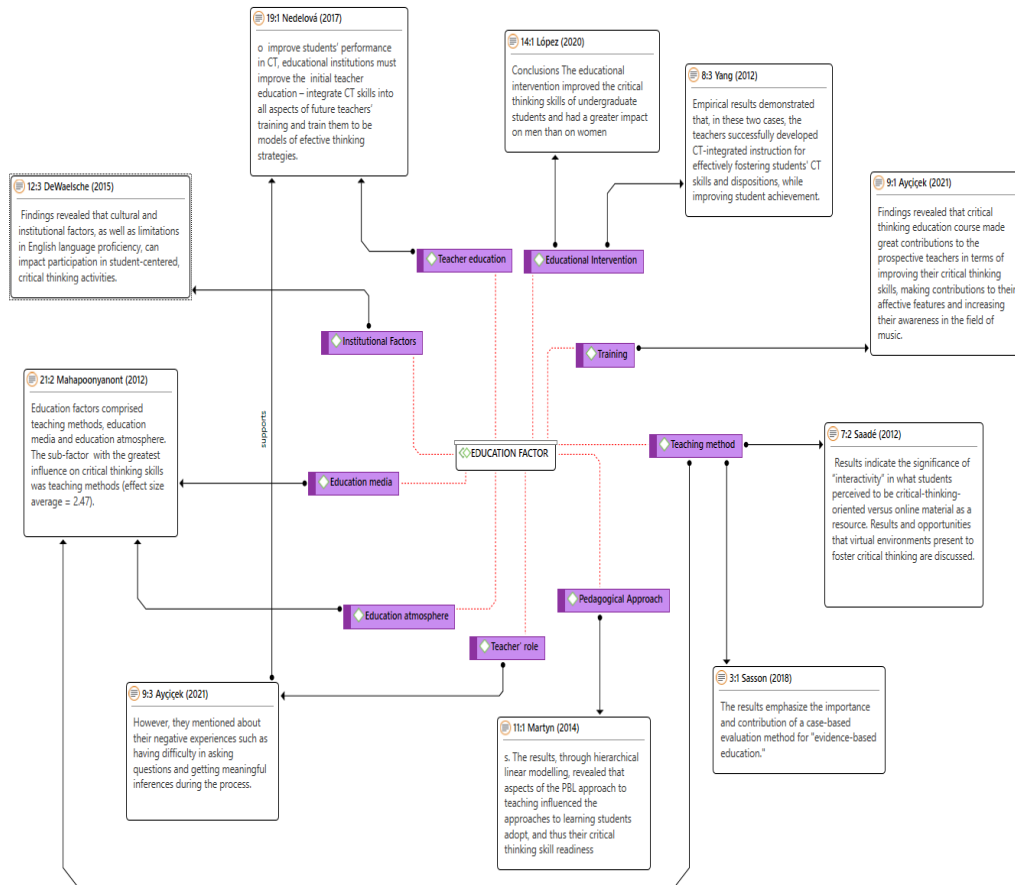 19:1 Nedelová (2017)
o improve students' performance
in CT, educational institutions must
improve the initial teacher
education – integrate CT skills into
all aspects of future teachers'
training and train them to be
models of efective thinking
strategies.
14:1 López (2020)
Conclusions The educational
intervention improved the critical
thinking skills of undergraduate
students and had a greater impact
on men than on women
8:3 Yang (2012)
Empirical results demonstrated
that, in these two cases, the
teachers successfully developed
CT-integrated instruction for
effectively fostering students' CT
skills and dispositions, while
improving student achievement.
12:3 DeWaelsche (2015)
Findings revealed that cultural and
institutional factors, as well as limitations
in English language proficiency, can
impact participation in student-centered,
critical thinking activities.
9:1 Ayçiçek (2021)
Findings revealed that critical
thinking education course made
great contributions to the
prospective teachers in terms of
improving their critical thinking
skills, making contributions to their
affective features and increasing
their awareness in the field of
music.
Teacher education
Educational Intervention
Institutional Factors
Training
21:2 Mahapoonyanont (2012)
Education factors comprised
teaching methods, education
media and education atmosphere.
The sub-factor with the greatest
influence on critical thinking skills
was teaching methods (effect size
average = 2.47).
supports
EDUCATION FACTOR
Teaching method
7:2 Saadé (2012)
Results indicate the significance of
"interactivity" in what students
perceived to be critical-thinking-
oriented versus online material as a
resource. Results and opportunities
that virtual environments present to
foster critical thinking are discussed.
Education media
Pedagogical Approach
Education atmosphere
Teacher' role
9:3 Ayçiçek (2021)
However, they mentioned about
their negative experiences such as
having difficulty in asking
questions and getting meaningful
inferences during the process.
3:1 Sasson (2018)
The results emphasize the importance
and contribution of a case-based
evaluation method for "evidence-based
education."
11:1 Martyn (2014)
s. The results, through hierarchical
linear modelling, revealed that
aspects of the PBL approach to
teaching influenced the
approaches to learning students
adopt, and thus their critical
thinking skill readiness